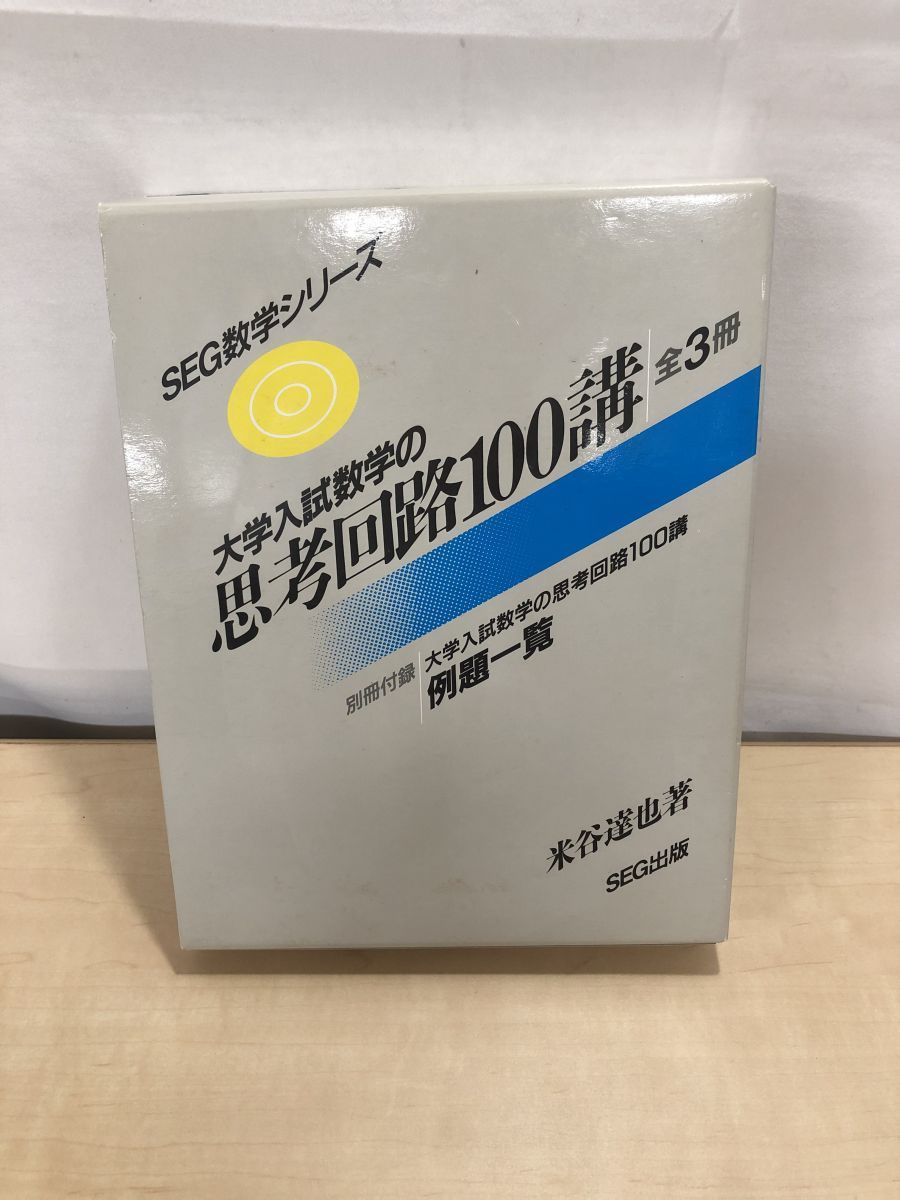 SEG数学シリーズ
大学入試数学の
思考回路100講
全3冊
別冊付録
大学入試数学の思考回路100講
例題一覧
米谷達也著
SEG出版